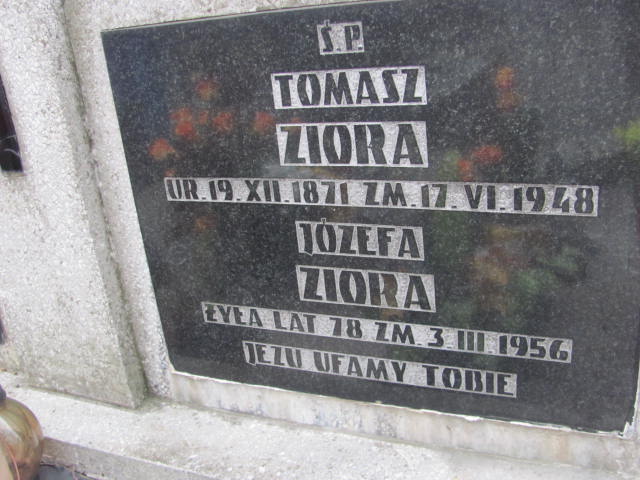 Ś.P.
TOMASZ
ZIORA
UR. 19. XII. 1871 ZM. 17. VI. 1948
JÓZEFA
ZIORA
ŻYŁA LAT 78 ZM. 3 III. 1956
JEZU UFAMY TOBIE